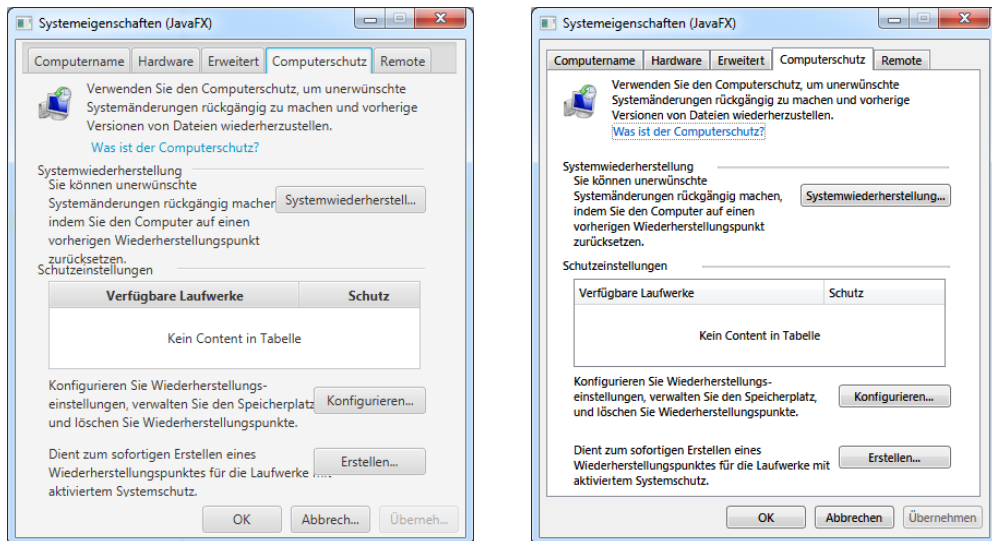 Systemeigenschaften (JavaFX)
Computername Hardware Erweitert Computerschutz Remote
Verwenden Sie den Computerschutz, um unerwünschte
Systemänderungen rückgängig zu machen und vorherige
Versionen von Dateien wiederherzustellen.
Was ist der Computerschutz?
Systemwiederherstellung
Sie können unerwünschte
Systemänderungen rückgängig machen
indem Sie den Computer auf einen
vorherigen Wiederherstellungspunkt
zurücksetzen.
Systemwiederherstell...
Schutzeinstellungen
Verfügbare Laufwerke Schutz
Kein Content in Tabelle
Konfigurieren Sie Wiederherstellungs-
einstellungen, verwalten Sie den Speicherplatz
und löschen Sie Wiederherstellungspunkte.
Konfigurieren...
Dient zum sofortigen Erstellen eines
Wiederherstellungspunktes für die Laufwerke mit
aktiviertem Systemschutz.
Erstellen...
OK Abbrech... Überneh...
Systemeigenschaften (JavaFX)
Computername Hardware Erweitert Computerschutz Remote
Verwenden Sie den Computerschutz, um unerwünschte
Systemänderungen rückgängig zu machen und vorherige
Versionen von Dateien wiederherzustellen.
Was ist der Computerschutz?
Systemwiederherstellung
Sie können unerwünschte
Systemänderungen rückgängig machen,
indem Sie den Computer auf einen
vorherigen Wiederherstellungspunkt
zurücksetzen.
Systemwiederherstellung...
Schutzeinstellungen
Verfügbare Laufwerke Schutz
Kein Content in Tabelle
Konfigurieren Sie Wiederherstellungs-
einstellungen, verwalten Sie den Speicherplatz,
und löschen Sie Wiederherstellungspunkte.
Konfigurieren...
Dient zum sofortigen Erstellen eines
Wiederherstellungspunktes für die Laufwerke mit
aktiviertem Systemschutz.
Erstellen...
OK Abbrechen Übernehmen